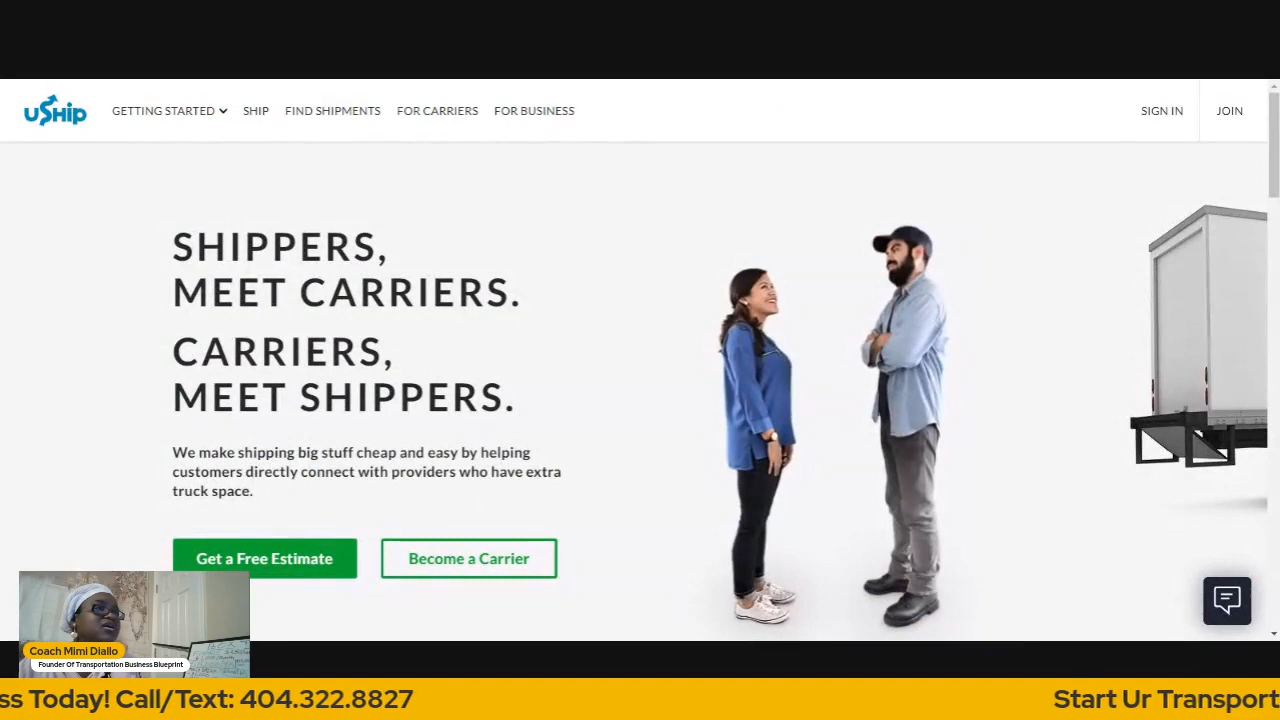 uShip
GETTING STARTED
SHIP
FIND SHIPMENTS
FOR CARRIERS
FOR BUSINESS
SIGN IN
JOIN
SHIPPERS,
MEET CARRIERS.
CARRIERS,
MEET SHIPPERS.
We make shipping big stuff cheap and easy by helping
customers directly connect with providers who have extra
truck space.
Get a Free Estimate
Become a Carrier
Coach Mimi Diallo
Founder Of Transportation Business Blueprint
ss Today! Call/Text: 404.322.8827
Start Ur Transport